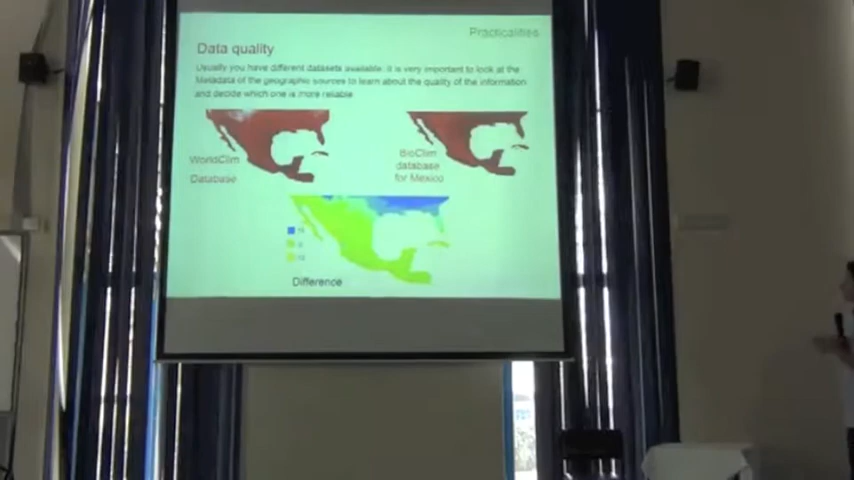 Practicalities
Data quality
Usually you have different datasets available. It is very important to look at the
Metadata of the geographic sources to learn about the quality of the information
and decide which one is more reliable
WorldClim
Database
BioClim
database
for Mexico
Difference